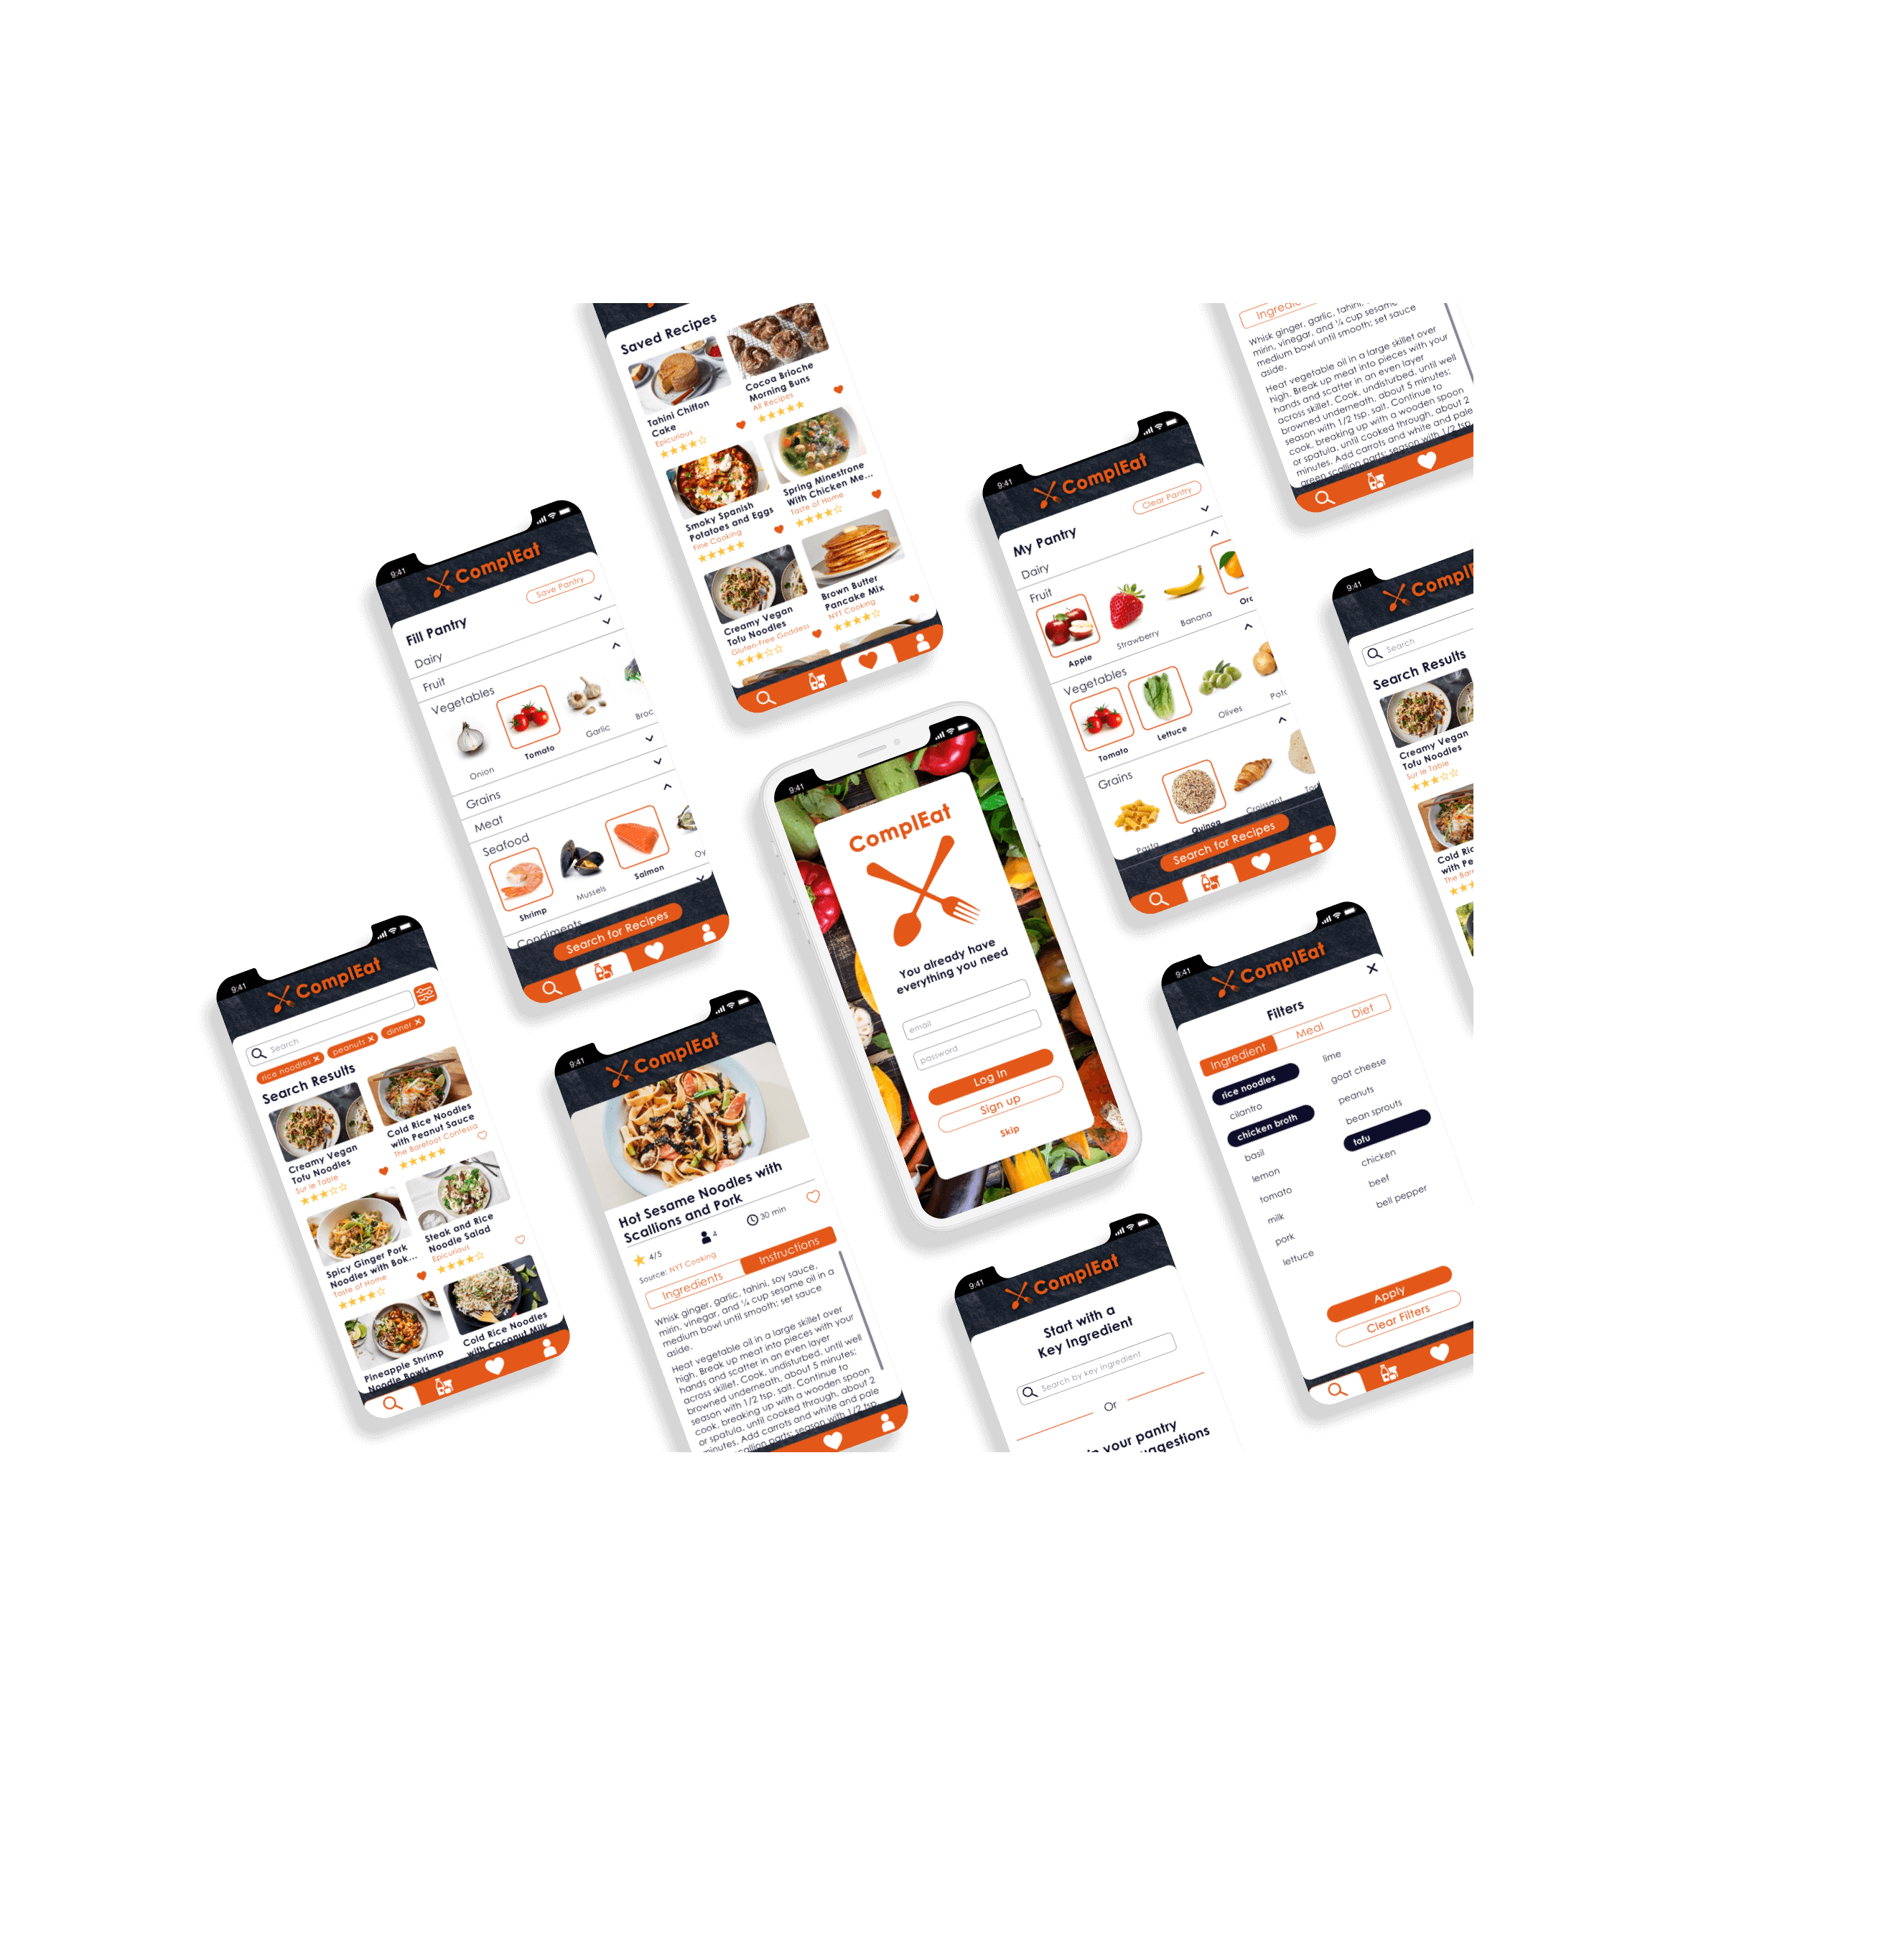 Saved Recipes
Tahini Chiffon
Cake
Epicurious
Cocoa Brioche
Morning Buns
All Recipes
Smoky Spanish
Potatoes and Eggs
Fine Cooking
Spring Minestrone
With Chicken Me...
Taste of Home
Creamy Vegan
Tofu Noodles
Gluten-Free Goddess
Brown Butter
Pancake Mix
NYT Cooking
Whisk ginger, garlic, tahini,
mirin, vinegar, and ¼ cup sesame
medium bowl until smooth; set sauce
aside.
Heat vegetable oil in a large skillet over
high. Break up meat into pieces with your
hands and scatter in an even layer
across skillet. Cook, undisturbed, until well
browned underneath, about 5 minutes;
season with 1/2 tsp. salt. Continue to
cook, breaking up with a wooden spoon
or spatula, until cooked through, about 2
minutes. Add carrots and white and pale
green scallion parts; season with 1/2 tsp.
9:41
ComplEat
My Pantry
Clear Pantry
Dairy
Fruit
Apple
Strawberry
Banana
Vegetables
Tomato
Lettuce
Olives
Grains
Pasta
Quinoa
Croissant
Search for Recipes
9:41
ComplEat
Fill Pantry
Save Pantry
Dairy
Fruit
Vegetables
Onion
Tomato
Garlic
Broc
Grains
Meat
Seafood
Shrimp
Mussels
Salmon
Oy
Condiments
Search for Recipes
9:41
Search
Search Results
Creamy Vegan
Tofu Noodles
Sur le Table
9:41
ComplEat
You already have
everything you need
email
password
Log In
Sign up
Skip
9:41
ComplEat
Search
rice noodles X
peanuts X
dinner X
Search Results
Creamy Vegan
Tofu Noodles
Sur le Table
Cold Rice Noodles
with Peanut Sauce
The Barefoot Contessa
Spicy Ginger Pork
Noodles with Bok...
Taste of Home
Steak and Rice
Noodle Salad
Epicurious
Pineapple Shrimp
Noodle Bowls
Cold Rice Noodles
with Coconut Milk
9:41
ComplEat
Hot Sesame Noodles with
Scallions and Pork
4/5
4
30 min
Source: NYT Cooking
Ingredients
Instructions
Whisk ginger, garlic, tahini, soy sauce,
mirin, vinegar, and ¼ cup sesame oil in a
medium bowl until smooth; set sauce
aside.
Heat vegetable oil in a large skillet over
high. Break up meat into pieces with your
hands and scatter in an even layer
across skillet. Cook, undisturbed, until well
browned underneath, about 5 minutes;
season with 1/2 tsp. salt. Continue to
cook, breaking up with a wooden spoon
or spatula, until cooked through, about 2
minutes. Add carrots and white and pale
scallion parts; season with 1/2 tsp.
9:41
ComplEat
Filters
Ingredient
Meal
Diet
rice noodles
cilantro
chicken broth
basil
lemon
tomato
milk
pork
lettuce
lime
goat cheese
peanuts
bean sprouts
tofu
chicken
beef
bell pepper
Apply
Clear Filters
9:41
ComplEat
Start with a
Key Ingredient
Search by key ingredient
Or
your pantry